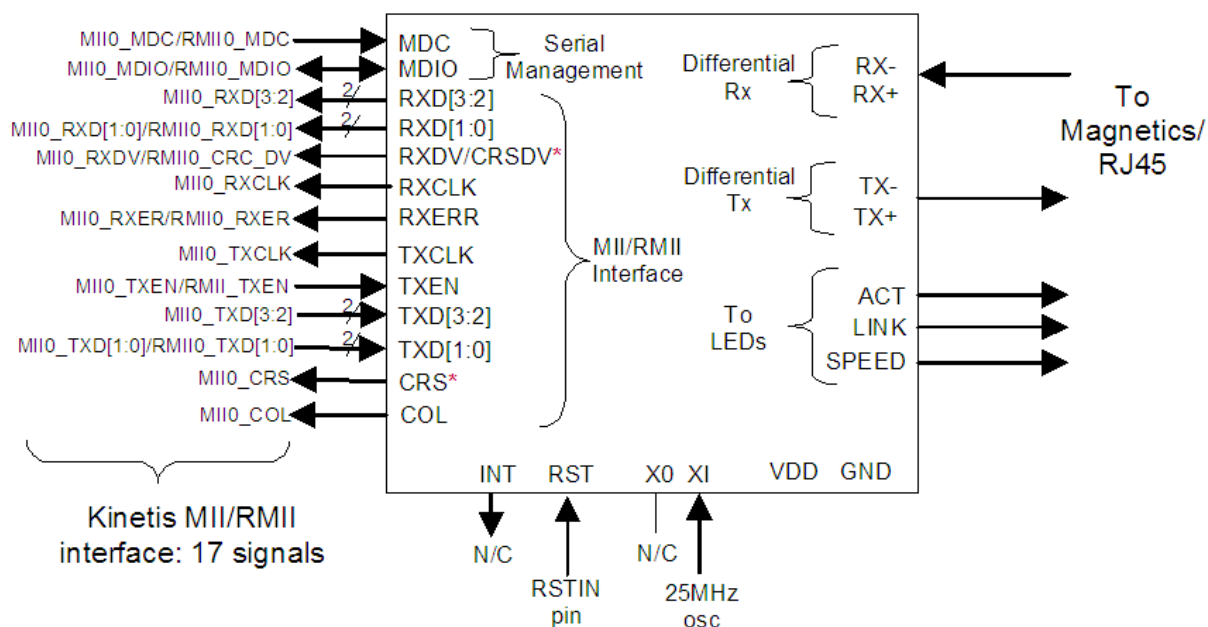 MII0_MDC/RMII0_MDC
MII0_MDIO/RMII0_MDIO
MII0_RXD[3:2]
MII0_RXD[1:0]/RMII0_RXD[1:0]
MII0_RXDV/RMII0_CRC_DV
MII0_RXCLK
MII0_RXER/RMII0_RXER
MII0_TXCLK
MII0_TXEN/RMII_TXEN
MII0_TXD[3:2]
MII0_TXD[1:0]/RMII0_TXD[1:0]
MII0_CRS
MII0_COL
Kinetis MII/RMII
interface: 17 signals
2
2
2
2
MDC
MDIO
RXD[3:2]
RXD[1:0]
RXDV/CRSDV*
RXCLK
RXERR
TXCLK
TXEN
TXD[3:2]
TXD[1:0]
CRS*
COL
Serial
Management
MII/RMII
Interface
Differential
Rx
RX-
RX+
Differential
Tx
TX-
TX+
To
LEDs
ACT
LINK
SPEED
To
Magnetics/
RJ45
INT
RST
X0
XI
VDD
GND
N/C
RSTIN
pin
N/C
25MHz
osc